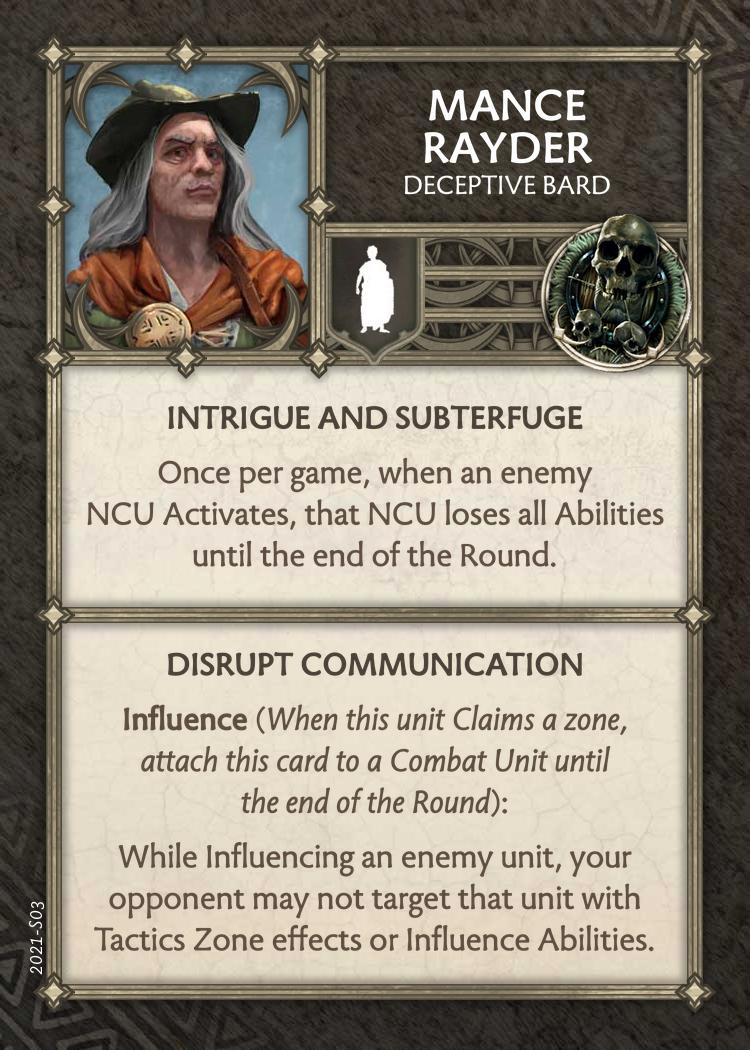 MANCE
RAYDER
DECEPTIVE BARD
INTRIGUE AND SUBTERFUGE
Once per game, when an enemy
NCU Activates, that NCU loses all Abilities
until the end of the Round.
DISRUPT COMMUNICATION
Influence (When this unit Claims a zone,
attach this card to a Combat Unit until
the end of the Round):
While Influencing an enemy unit, your
opponent may not target that unit with
Tactics Zone effects or Influence Abilities.
2021-S03